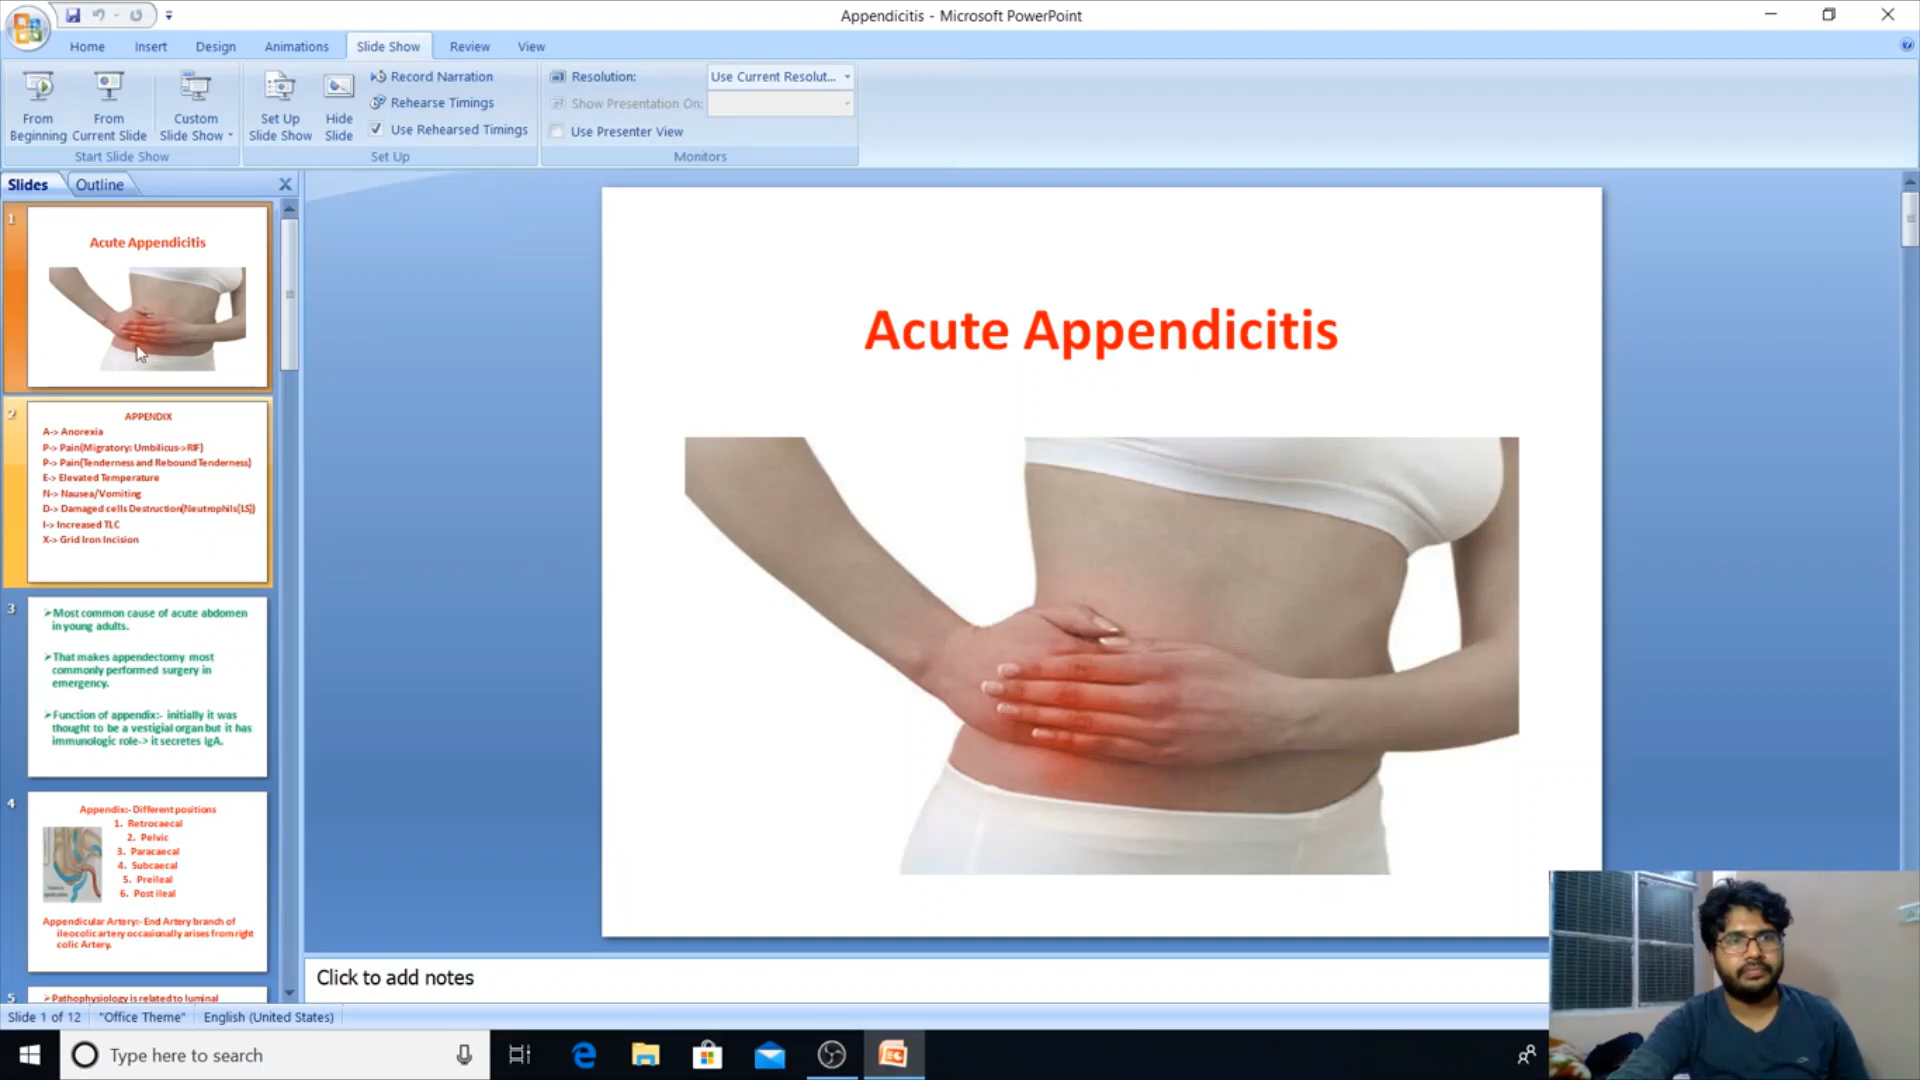 Appendicitis - Microsoft PowerPoint
Home Insert Design Animations Slide Show Review View
From Beginning
From Current Slide
Custom Slide Show
Start Slide Show
Set Up Slide Show
Hide Slide
Record Narration
Rehearse Timings
Use Rehearsed Timings
Set Up
Resolution: Use Current Resolut...
Show Presentation On:
Use Presenter View
Monitors
Slides Outline
1
Acute Appendicitis
2
APPENDIX
A-> Anorexia
P-> Pain(Migratory: Umbilicus->RIF)
P-> Pain(Tenderness and Rebound Tenderness)
E-> Elevated Temperature
N-> Nausea/Vomiting
D-> Damaged cells Destruction(Neutrophils(LS))
I-> Increased TLC
X-> Grid Iron Incision
3
➢Most common cause of acute abdomen
in young adults.
➢That makes appendectomy most
commonly performed surgery in
emergency.
➢Function of appendix:- initially it was
thought to be a vestigial organ but it has
immunologic role-> it secretes IgA.
4
Appendix:- Different positions
1. Retrocaecal
2. Pelvic
3. Paracaecal
4. Subcaecal
5. Preileal
6. Post ileal
Appendicular Artery:- End Artery branch of
ileocolic artery occasionally arises from right
colic Artery.
5
➢Pathophysiology is related to luminal
Acute Appendicitis
Click to add notes
Slide 1 of 12 "Office Theme" English (United States)
Type here to search